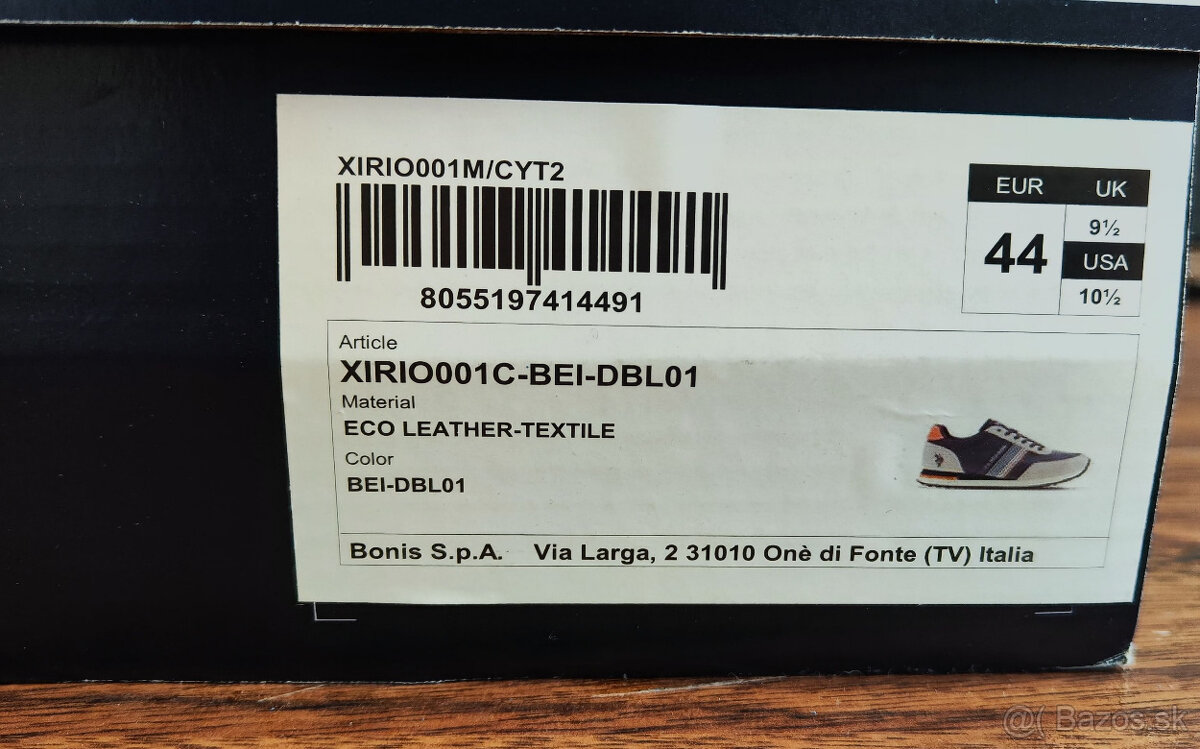 XIRIO001M/CYT2
8055197414491
EUR UK
44 9½
USA
10½
Article
XIRIO001C-BEI-DBL01
Material
ECO LEATHER-TEXTILE
Color
BEI-DBL01
Bonis S.p.A. Via Larga, 2 31010 Onè di Fonte (TV) Italia
@( Bazos.sk